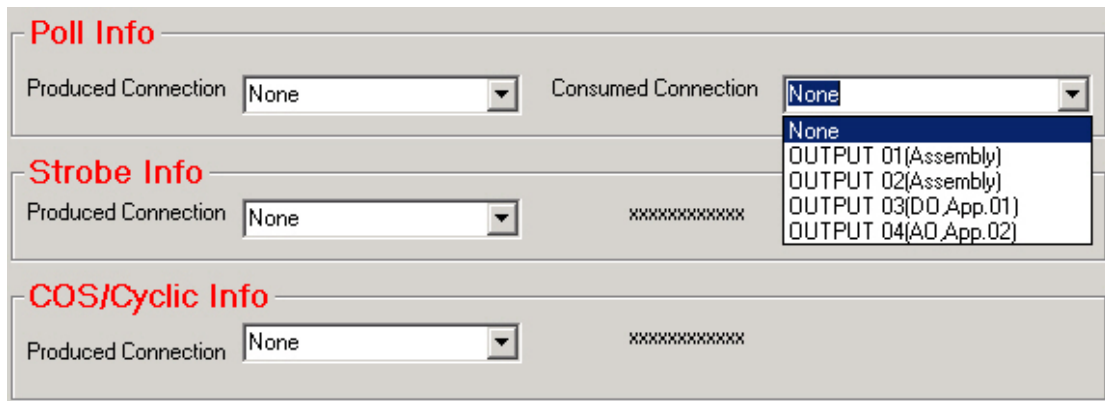 Poll Info
Produced Connection None Consumed Connection None
None
OUTPUT 01(Assembly)
OUTPUT 02(Assembly)
OUTPUT 03(DO,App.01)
OUTPUT 04(AO,App.02)
Strobe Info
Produced Connection None xxxxxxxxxxxx
COS/Cyclic Info
Produced Connection None xxxxxxxxxxxx